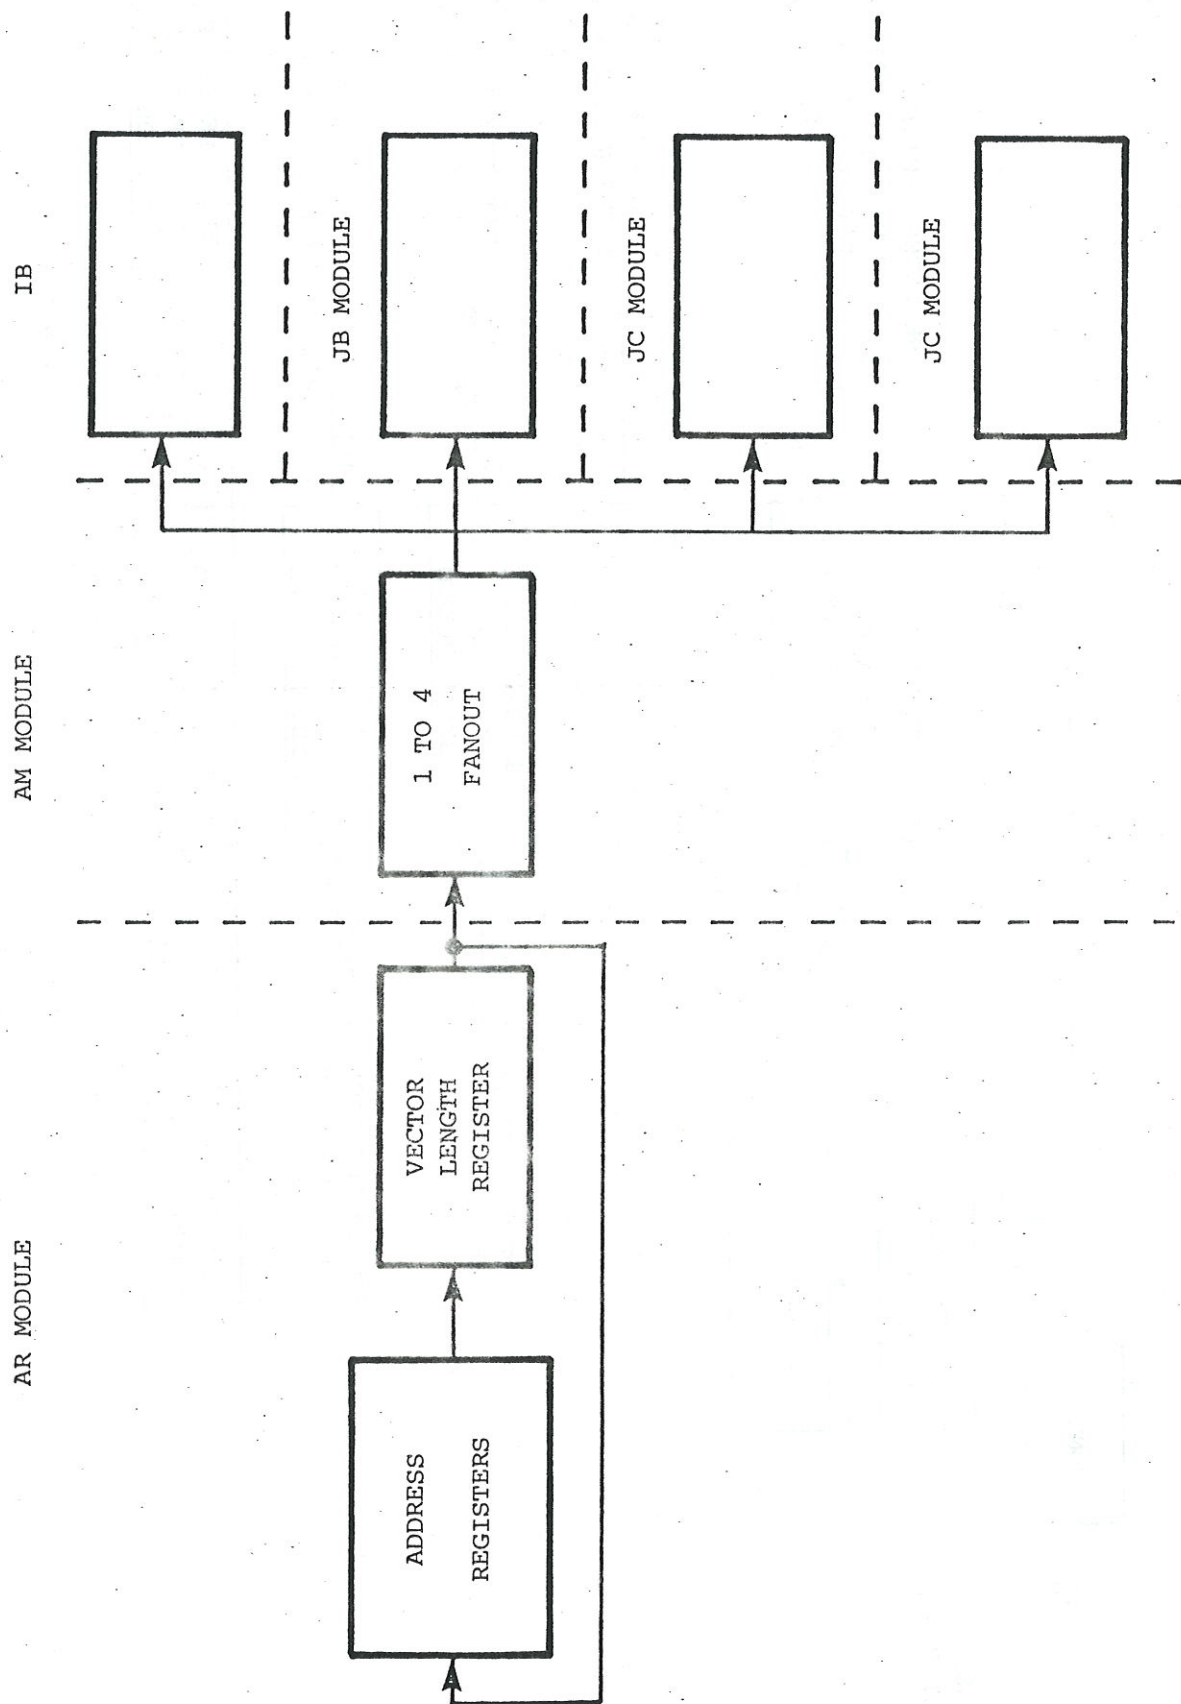 AR MODULE
AM MODULE
IB
JB MODULE
JC MODULE
JC MODULE
ADDRESS
REGISTERS
VECTOR
LENGTH
REGISTER
1 TO 4
FANOUT